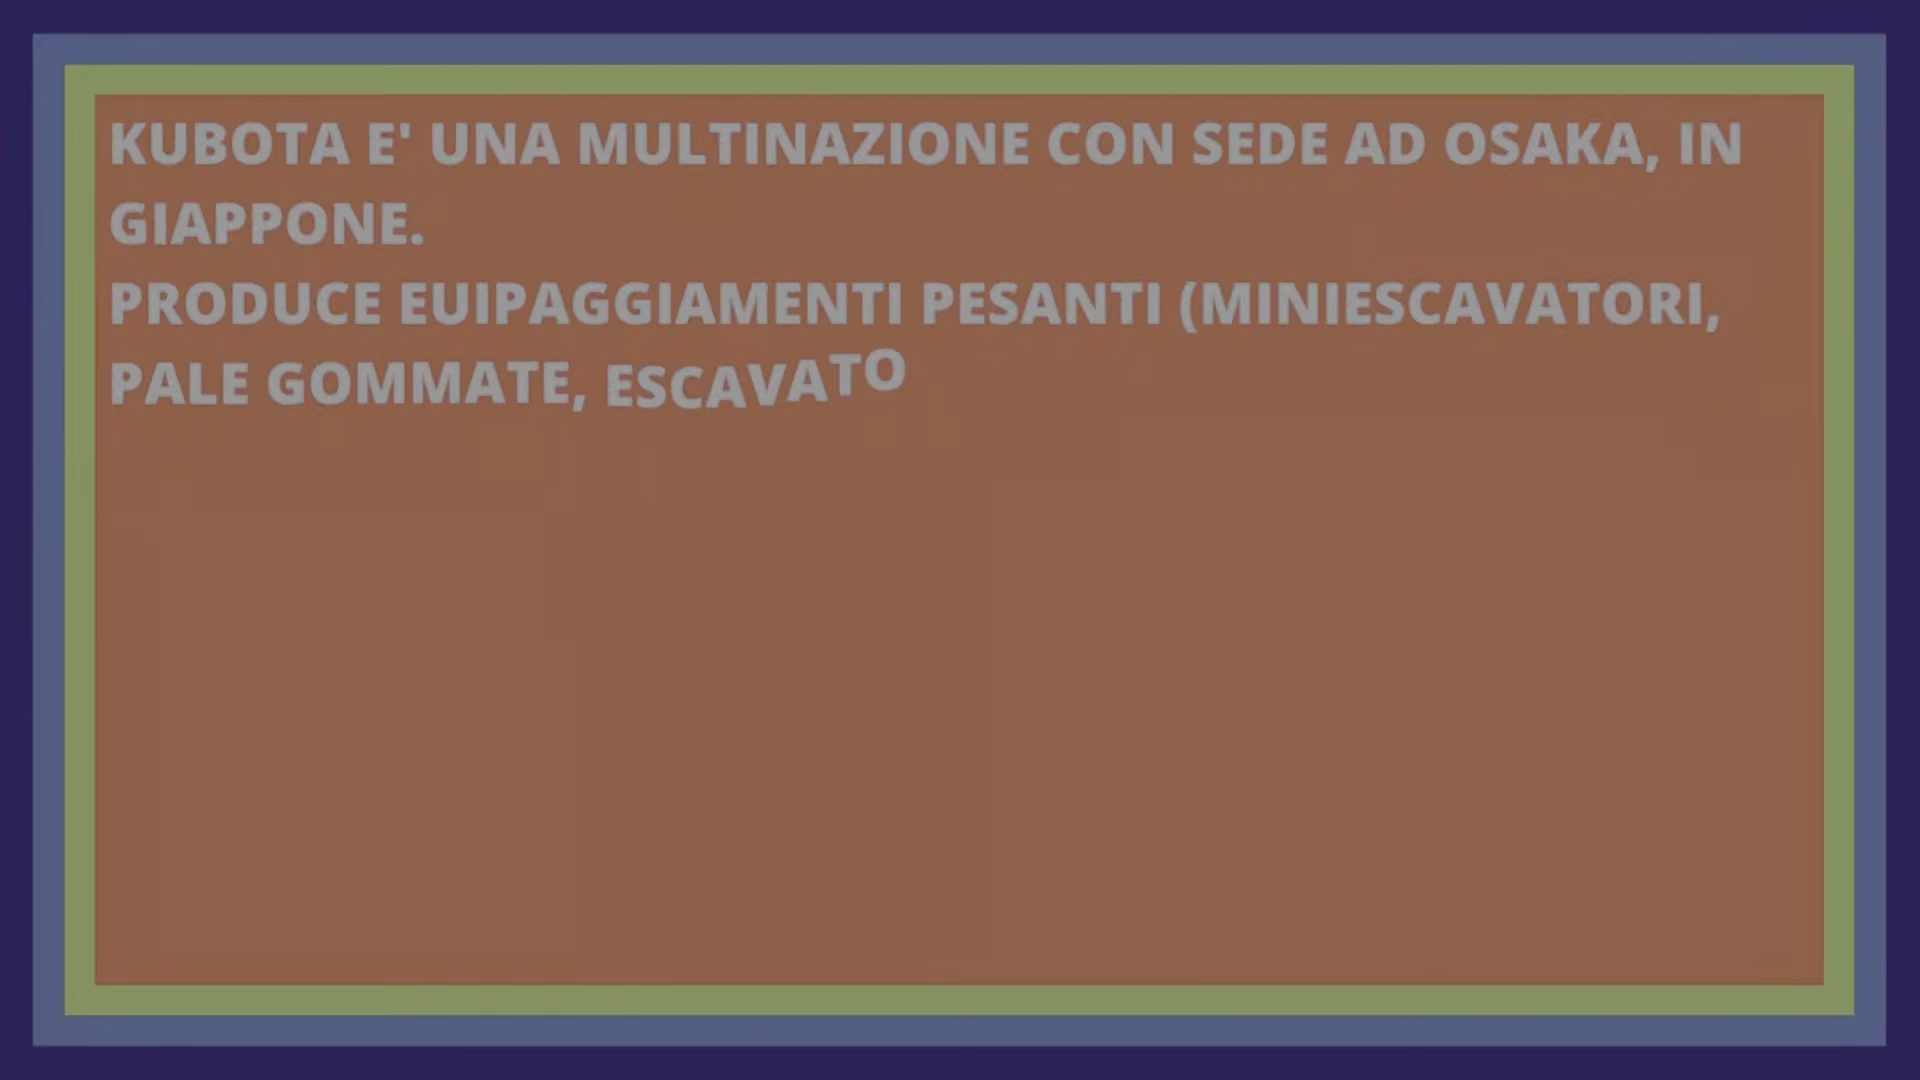 KUBOTA E' UNA MULTINAZIONE CON SEDE AD OSAKA, IN
GIAPPONE.
PRODUCE EUIPAGGIAMENTI PESANTI (MINIESCAVATORI,
PALE GOMMATE, ESCAVATO